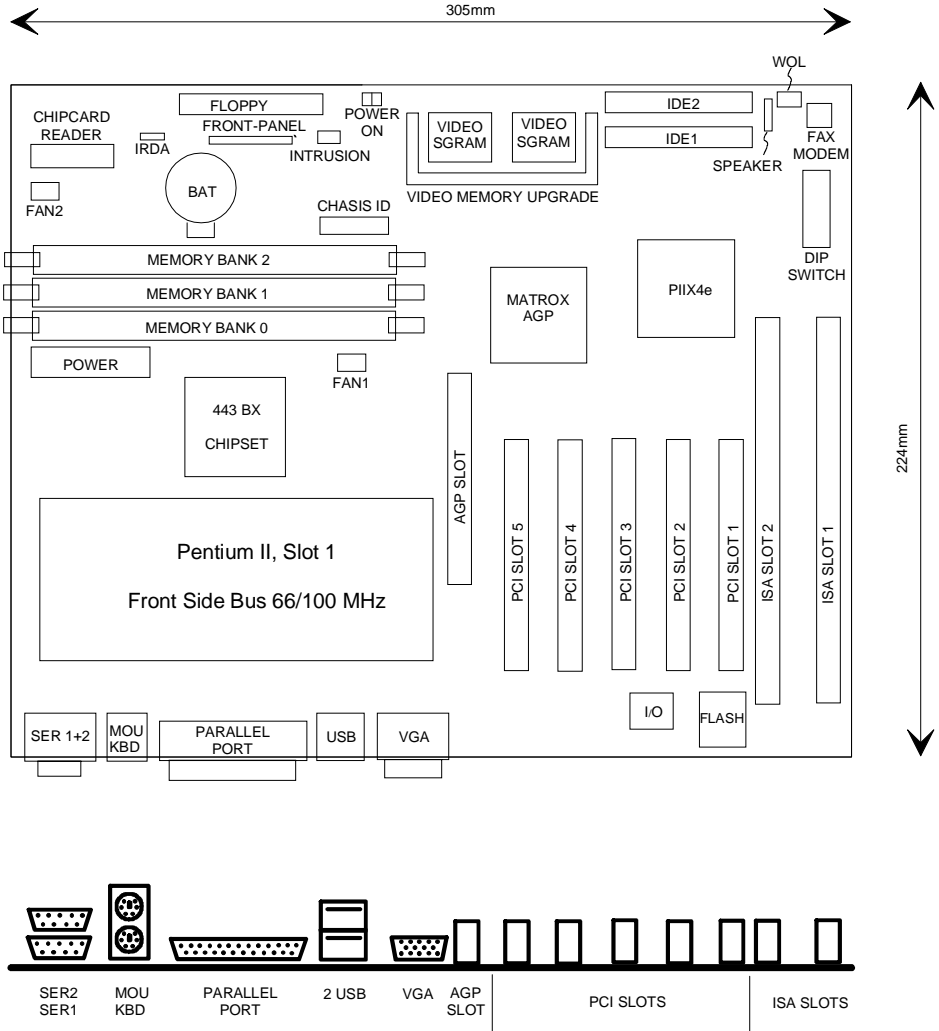 305mm
WOL
FLOPPY
POWER
ON
CHIPCARD
READER
IRDA
FRONT-PANEL
INTRUSION
VIDEO
SGRAM
VIDEO
SGRAM
IDE2
IDE1
SPEAKER
FAX
MODEM
FAN2
BAT
CHASIS ID
VIDEO MEMORY UPGRADE
DIP
SWITCH
MEMORY BANK 2
MEMORY BANK 1
MEMORY BANK 0
MATROX
AGP
PIIX4e
POWER
FAN1
443 BX
CHIPSET
224mm
AGP SLOT
PCI SLOT 5
PCI SLOT 4
PCI SLOT 3
PCI SLOT 2
PCI SLOT 1
ISA SLOT 2
ISA SLOT 1
Pentium II, Slot 1
Front Side Bus 66/100 MHz
I/O
FLASH
SER 1+2
MOU
KBD
PARALLEL
PORT
USB
VGA
SER2
SER1
MOU
KBD
PARALLEL
PORT
2 USB
VGA
AGP
SLOT
PCI SLOTS
ISA SLOTS